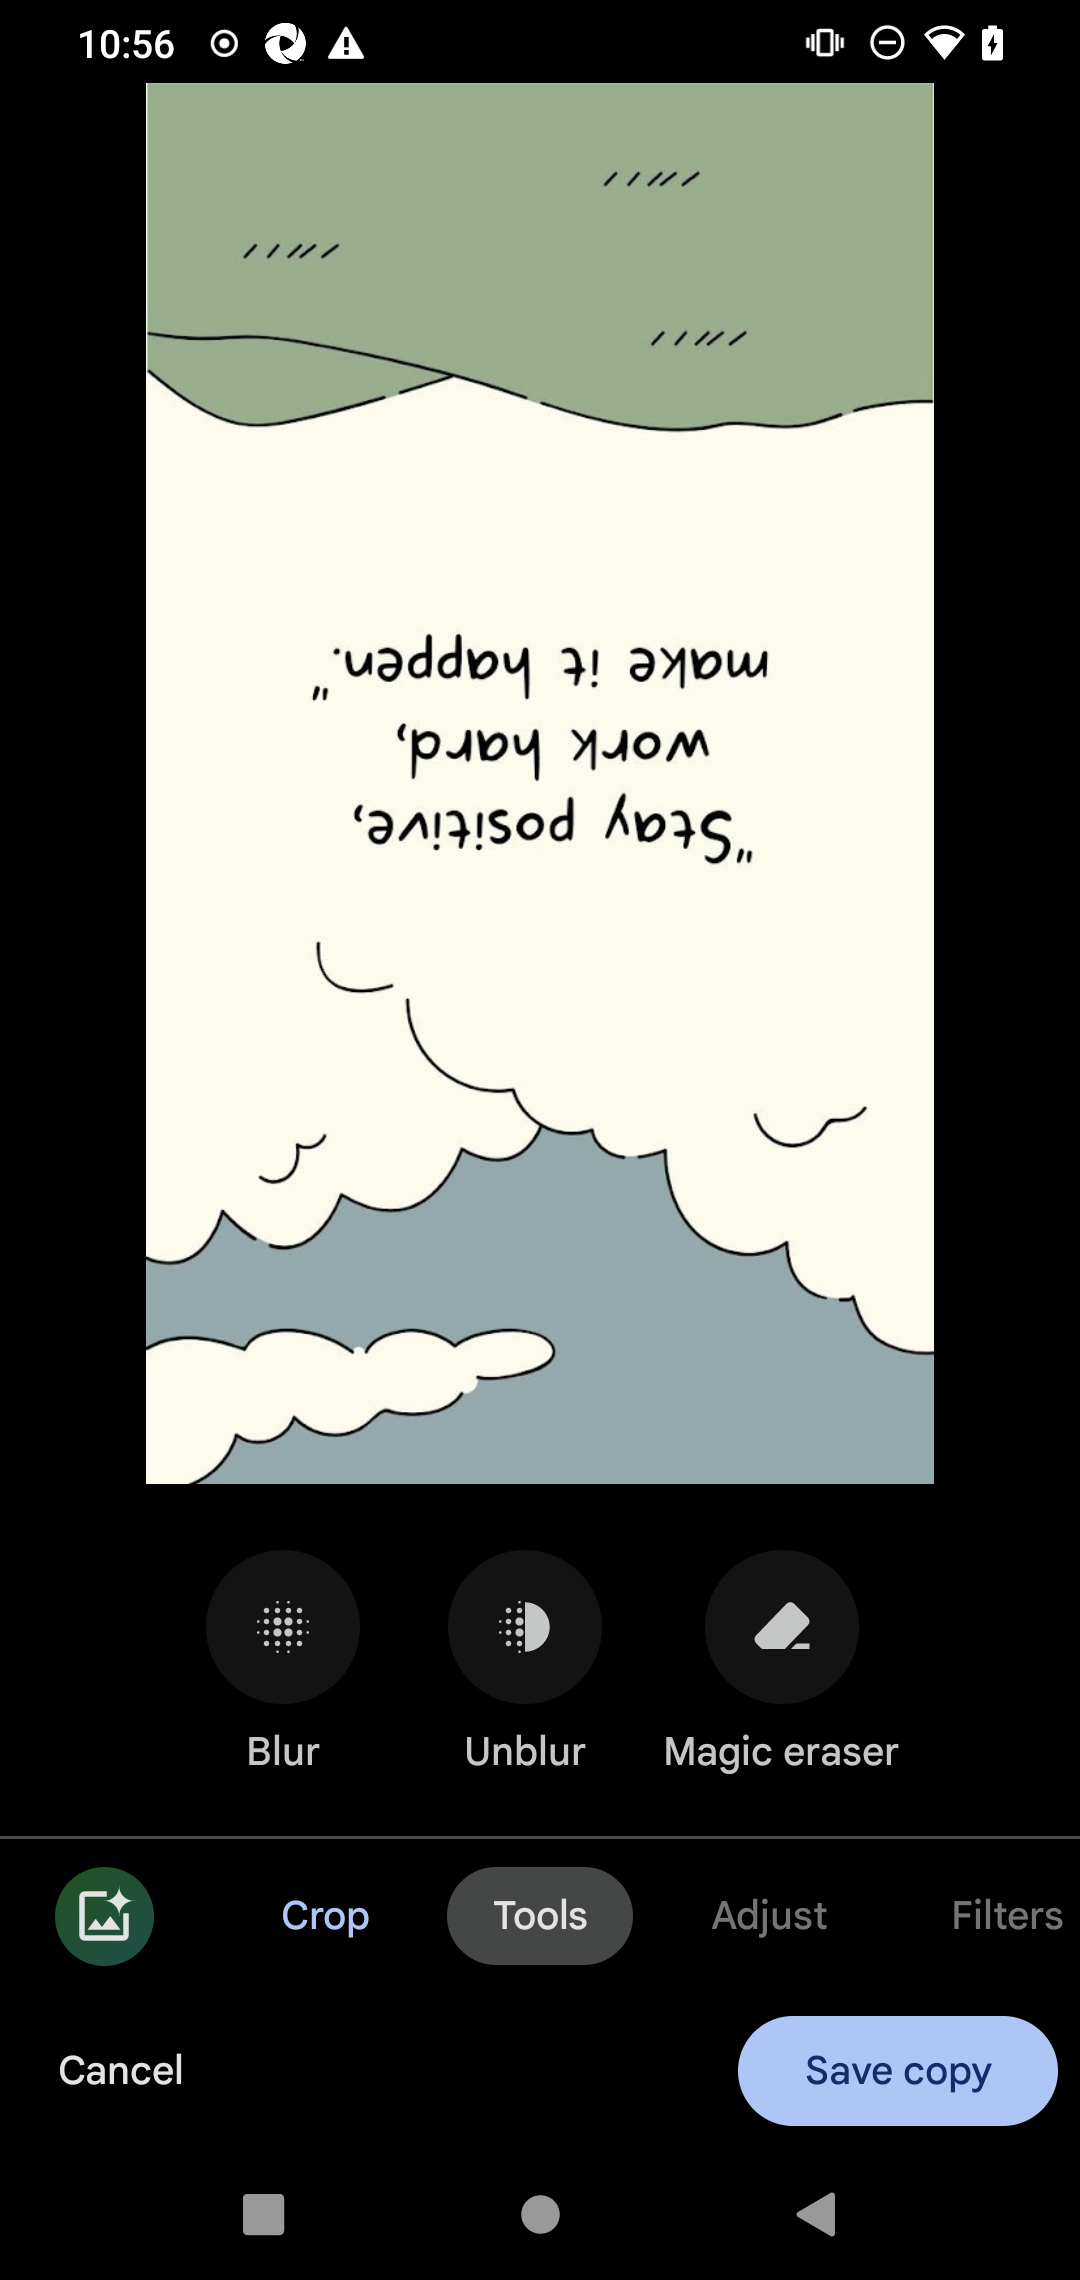 10:56
"Stay positive,
work hard,
make it happen."
Blur
Unblur
Magic eraser
Crop
Tools
Adjust
Filters
Cancel
Save copy